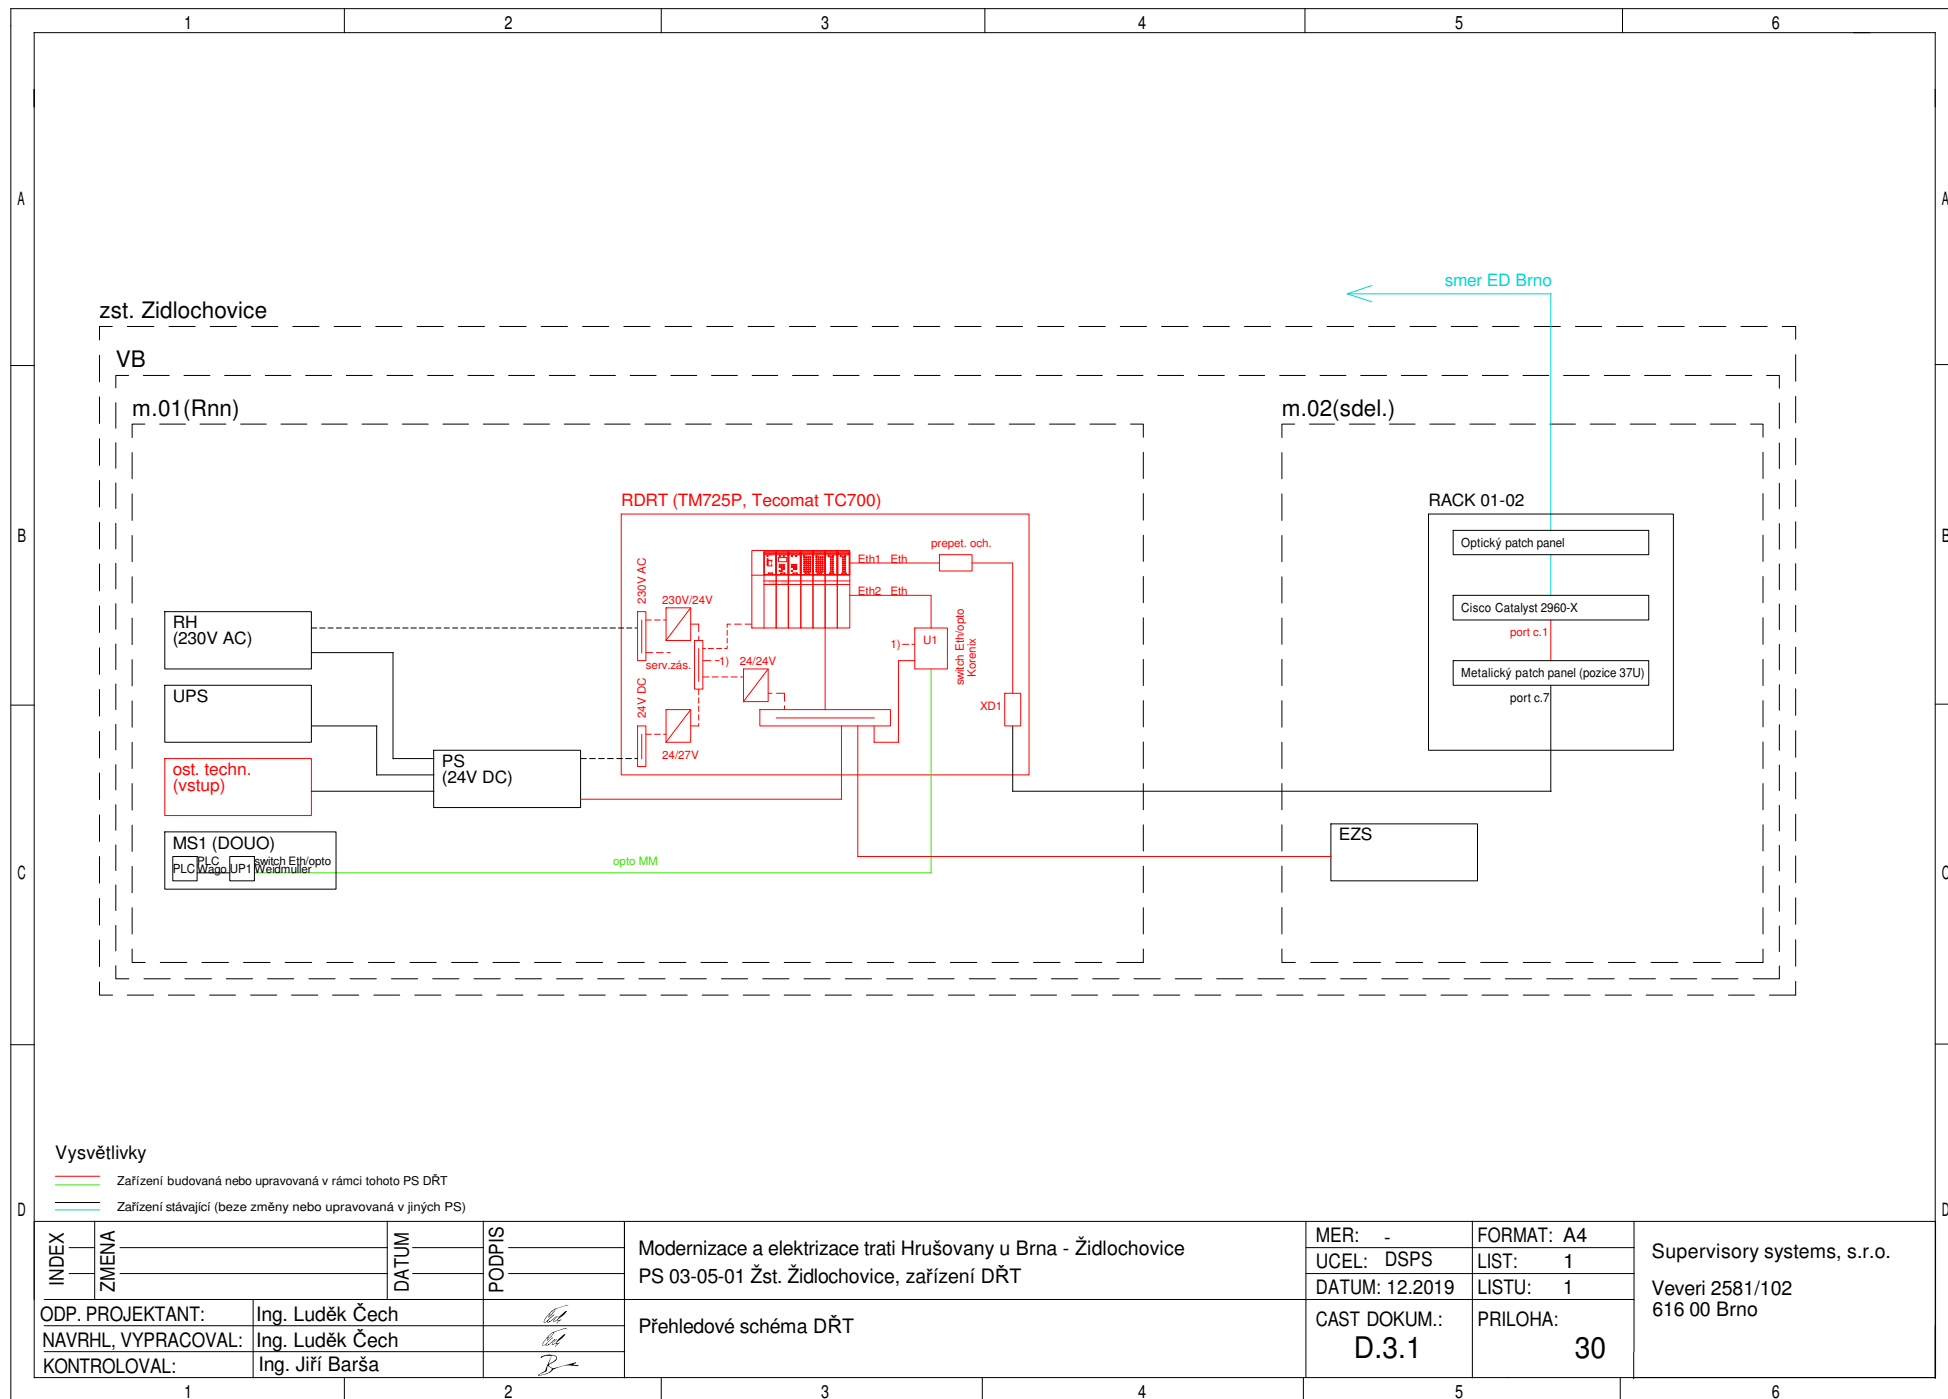 1 2 3 4 5 6
A A
smer ED Brno
zst. Zidlochovice
VB
m.01(Rnn)
m.02(sdel.)
RDRT (TM725P, Tecomat TC700)
RACK 01-02
B B
prepet. och.
Eth1 Eth
Optický patch panel
230V AC
Eth2 Eth
230V/24V
Cisco Catalyst 2960-X
RH
(230V AC)
port c.1
U1
1)
switch Eth/opto
Korenix
serv.zás.
1)
24/24V
Metalický patch panel (pozice 37U)
UPS
24V DC
port c.7
XD1
24/27V
PS
(24V DC)
ost. techn.
(vstup)
EZS
MS1 (DOUO)
PLC
PLC
Wago
UP1
switch Eth/opto
Weidmuller
opto MM
C C
Vysvětlivky
Zařízení budovaná nebo upravovaná v rámci tohoto PS DŘT
Zařízení stávající (beze změny nebo upravovaná v jiných PS)
D D
INDEX
ZMENA
DATUM
PODPIS
Modernizace a elektrizace trati Hrušovany u Brna - Židlochovice
PS 03-05-01 Žst. Židlochovice, zařízení DŘT
MER: -
FORMAT: A4
UCEL: DSPS
LIST: 1
DATUM: 12.2019
LISTU: 1
Supervisory systems, s.r.o.
Veveri 2581/102
616 00 Brno
ODP. PROJEKTANT: Ing. Luděk Čech
NAVRHL, VYPRACOVAL: Ing. Luděk Čech
KONTROLOVAL: Ing. Jiří Barša
Přehledové schéma DŘT
CAST DOKUM.:
D.3.1
PRILOHA:
30
1 2 3 4 5 6